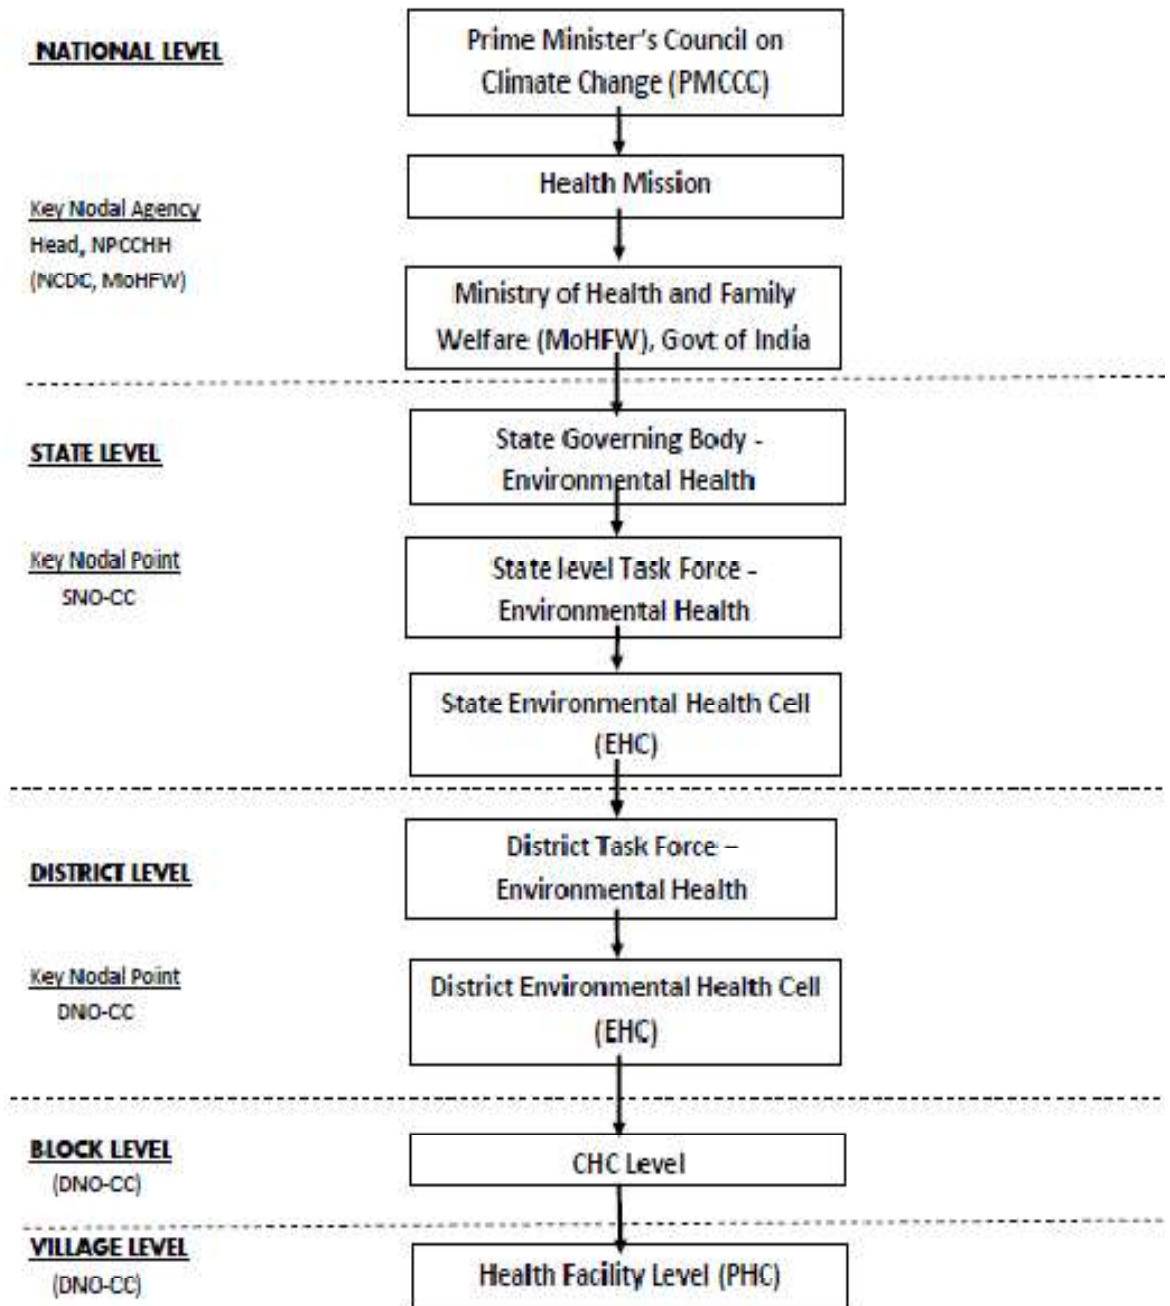 NATIONAL LEVEL
Prime Minister's Council on
Climate Change (PMCCC)
Health Mission
Key Nodal Agency
Head, NPCCHH
(NCDC, MoHFW)
Ministry of Health and Family
Welfare (MoHFW), Govt of India
STATE LEVEL
State Governing Body -
Environmental Health
Key Nodal Point
SNO-CC
State level Task Force -
Environmental Health
State Environmental Health Cell
(EHC)
DISTRICT LEVEL
District Task Force –
Environmental Health
Key Nodal Point
DNO-CC
District Environmental Health Cell
(EHC)
BLOCK LEVEL
(DNO-CC)
CHC Level
VILLAGE LEVEL
(DNO-CC)
Health Facility Level (PHC)